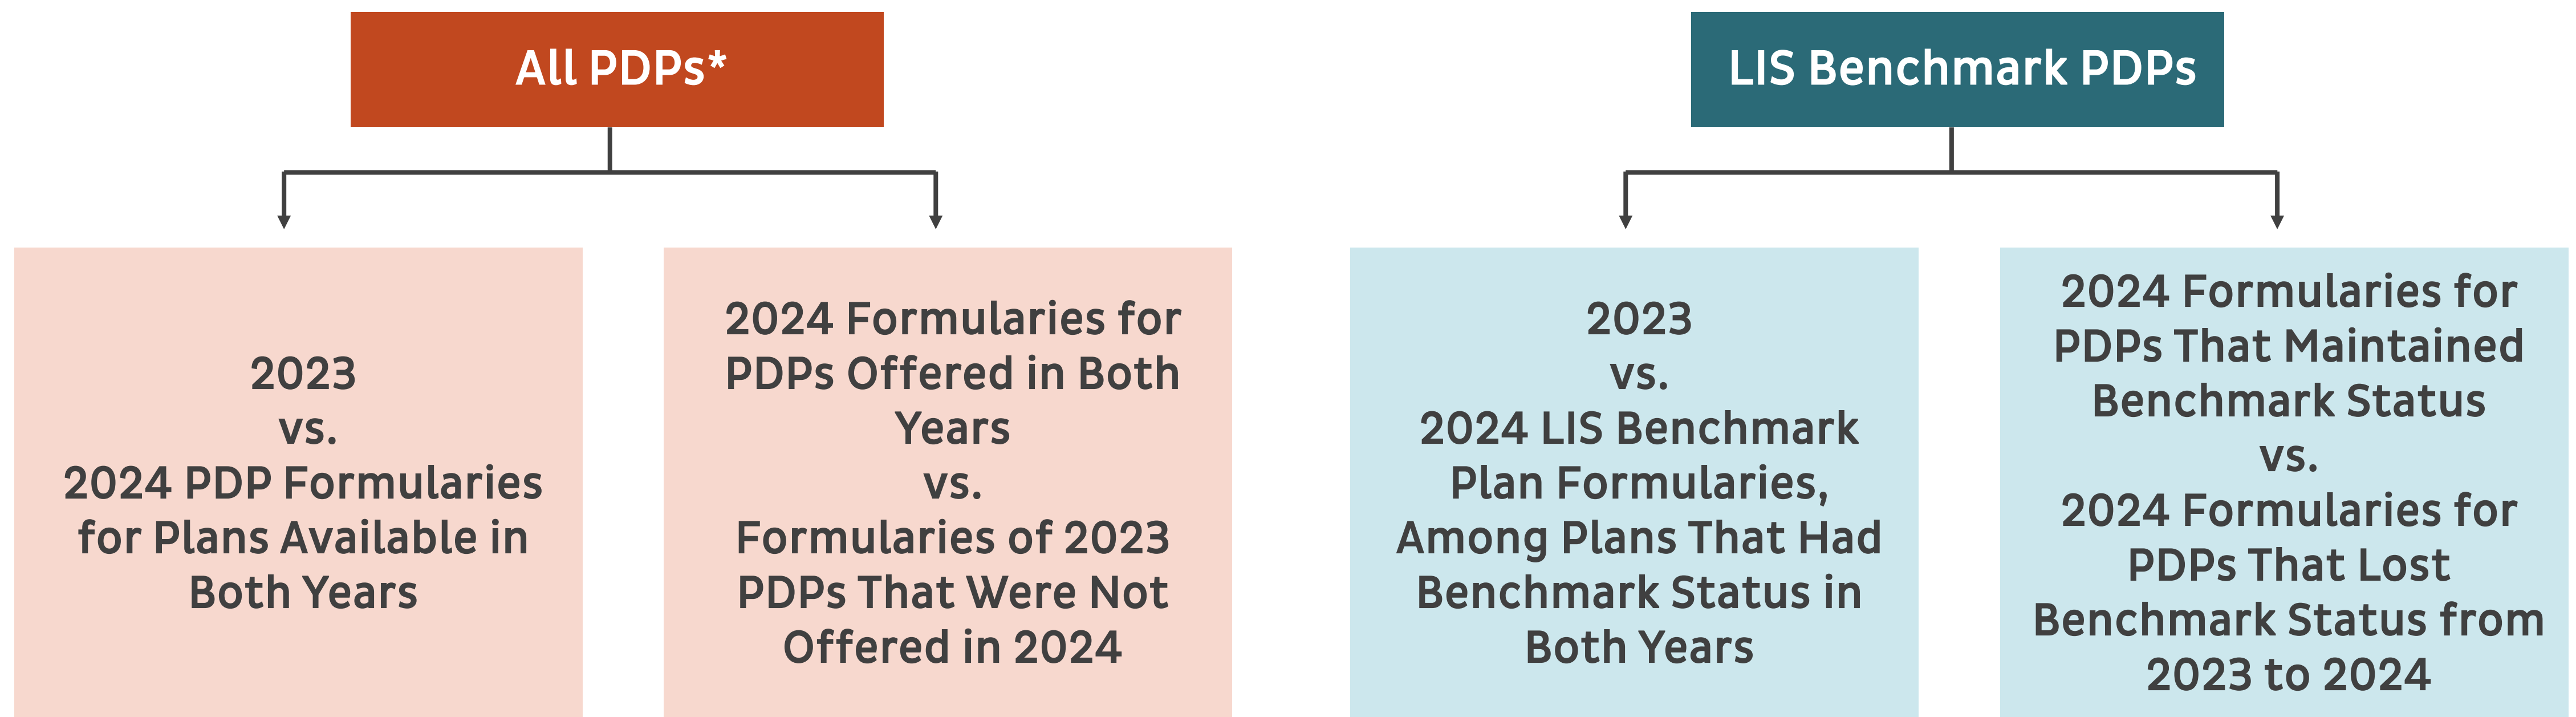 All PDPs*
2023
vs.
2024 PDP Formularies
for Plans Available in
Both Years
2024 Formularies for
PDPs Offered in Both
Years
vs.
Formularies of 2023
PDPs That Were Not
Offered in 2024
LIS Benchmark PDPs
2023
vs.
2024 LIS Benchmark
Plan Formularies,
Among Plans That Had
Benchmark Status in
Both Years
2024 Formularies for
PDPs That Maintained
Benchmark Status
vs.
2024 Formularies for
PDPs That Lost
Benchmark Status from
2023 to 2024